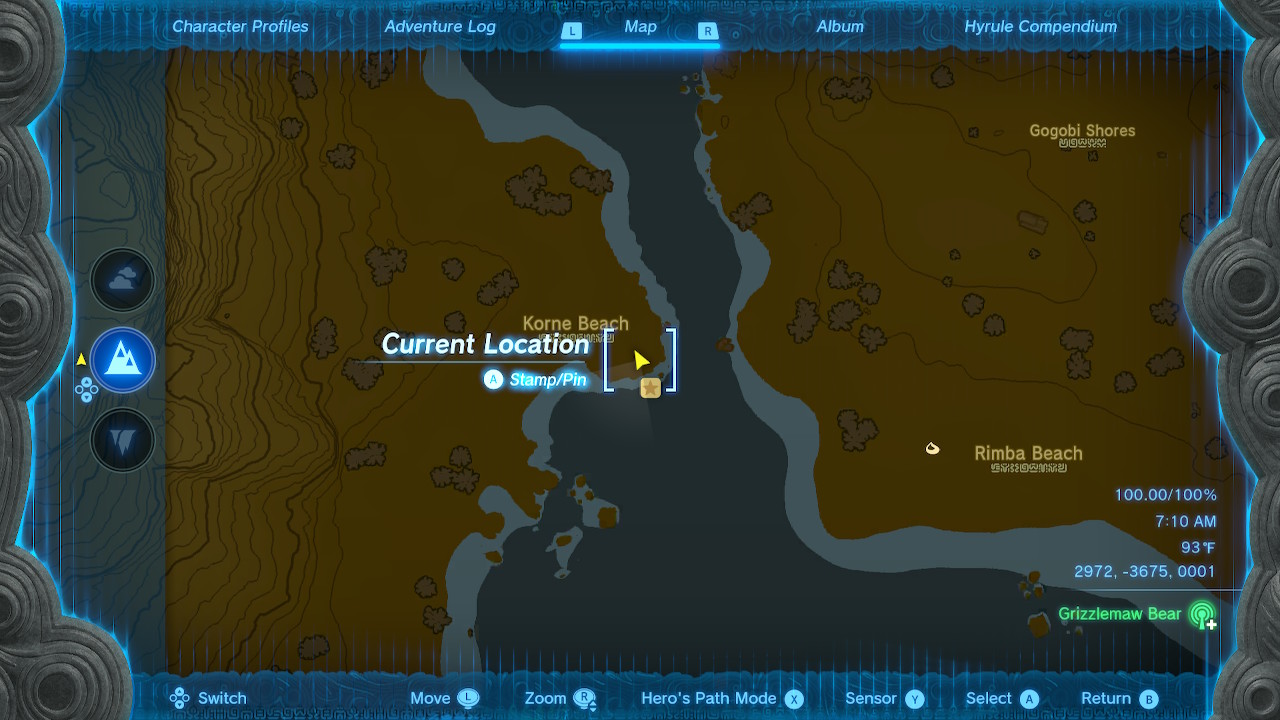 Character Profiles
Adventure Log
L
Map
R
Album
Hyrule Compendium
Gogobi Shores
Korne Beach
Current Location
A Stamp/Pin
Rimba Beach
100.00/100%
7:10 AM
93°F
2972, -3675, 0001
Grizzlemaw Bear
Switch
Move L
Zoom R
Hero's Path Mode X
Sensor Y
Select A
Return B